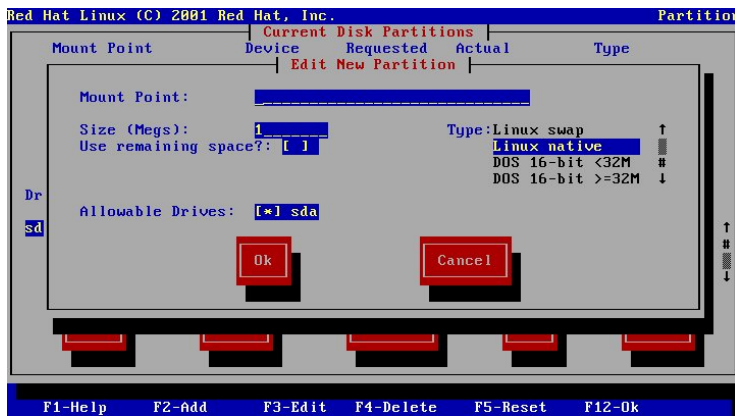 Red Hat Linux (C) 2001 Red Hat, Inc. Partition
Current Disk Partitions
Mount Point Device Requested Actual Type
Edit New Partition
Mount Point:
Size (Megs): 1 Type: Linux swap ↑
Use remaining space?: [ ] Linux native
DOS 16-bit <32M #
DOS 16-bit >=32M ↓
Dr
Allowable Drives: [*] sda
sd ↑
#
Ok Cancel
↓
F1-Help F2-Add F3-Edit F4-Delete F5-Reset F12-Ok